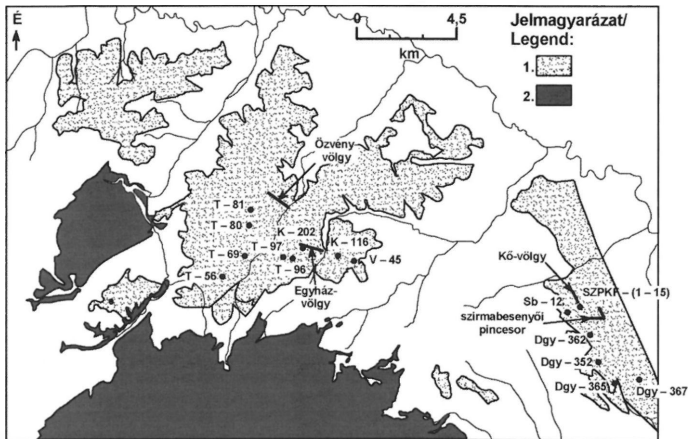 É
0 4,5
km
Jelmagyarázat/
Legend:
1.
2.
Özvény-
völgy
T – 81
T – 80
K – 202
T – 97
K – 116
T – 69
T – 96
V – 45
T – 56
Egyház-
völgy
Kő-völgy
SZPKF – (1 – 15)
Sb – 12
szirmabesenyői
pincesor
Dgy – 362
Dgy – 352
Dgy – 365
Dgy – 367